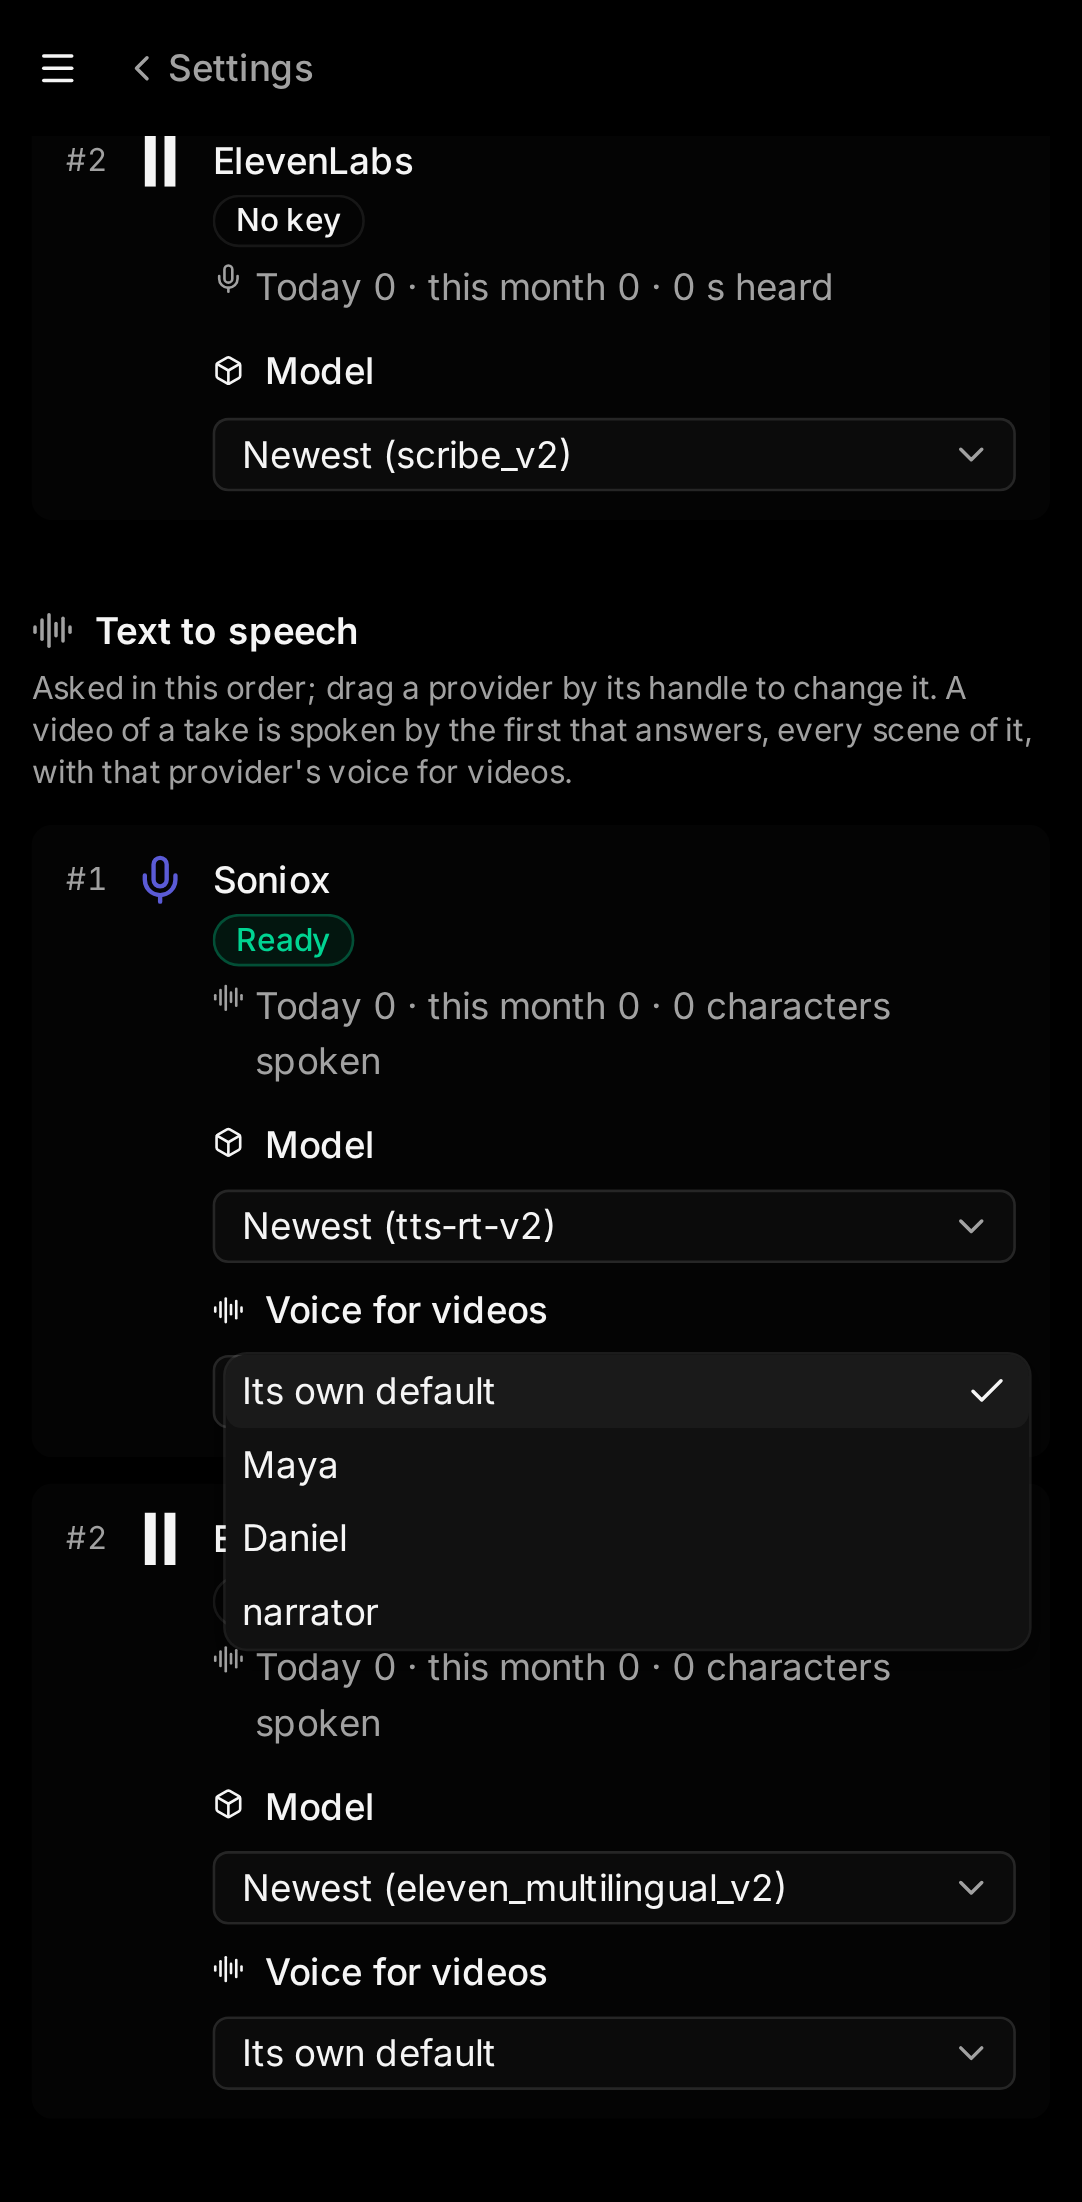 Settings
#2 ElevenLabs
No key
Today 0 · this month 0 · 0 s heard
Model
Newest (scribe_v2)
Text to speech
Asked in this order; drag a provider by its handle to change it. A
video of a take is spoken by the first that answers, every scene of it,
with that provider's voice for videos.
#1 Soniox
Ready
Today 0 · this month 0 · 0 characters
spoken
Model
Newest (tts-rt-v2)
Voice for videos
Its own default
Maya
#2
Daniel
narrator
Today 0 · this month 0 · 0 characters
spoken
Model
Newest (eleven_multilingual_v2)
Voice for videos
Its own default